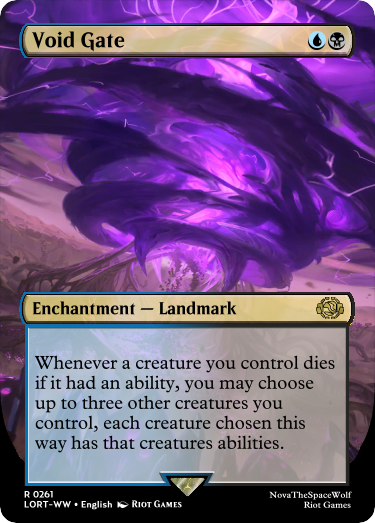 Void Gate
Enchantment — Landmark
Whenever a creature you control dies
if it had an ability, you may choose
up to three other creatures you
control, each creature chosen this
way has that creatures abilities.
R 0261
NovaTheSpaceWolf
LORT-WW • English Riot Games
Riot Games